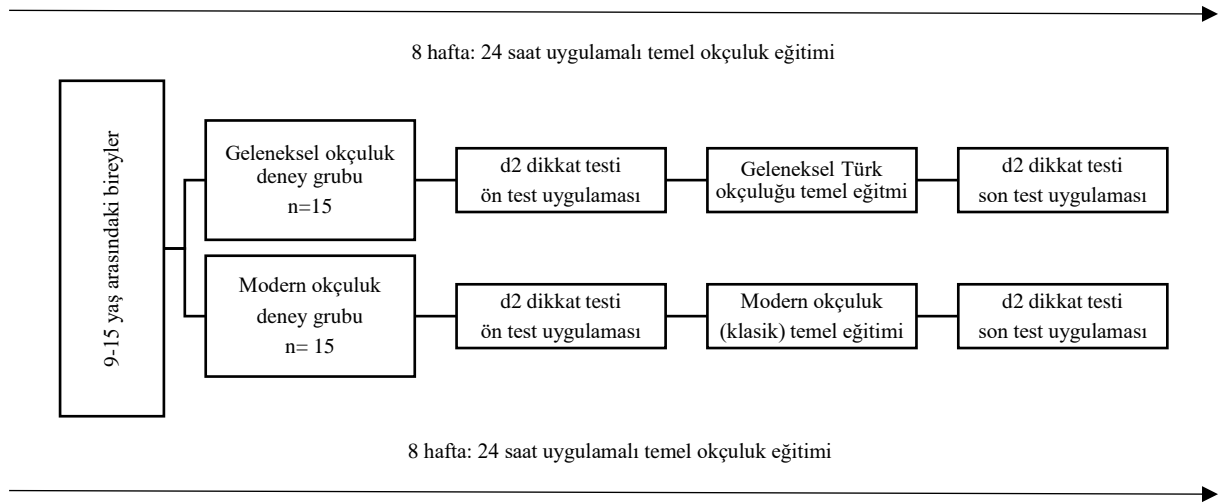 8 hafta: 24 saat uygulamalı temel okçuluk eğitimi
9-15 yaş arasındaki bireyler
Geleneksel okçuluk
deney grubu
n=15
d2 dikkat testi
ön test uygulaması
Geleneksel Türk
okçuluğu temel eğitmi
d2 dikkat testi
son test uygulaması
Modern okçuluk
deney grubu
n= 15
d2 dikkat testi
ön test uygulaması
Modern okçuluk
(klasik) temel eğitimi
d2 dikkat testi
son test uygulaması
8 hafta: 24 saat uygulamalı temel okçuluk eğitimi